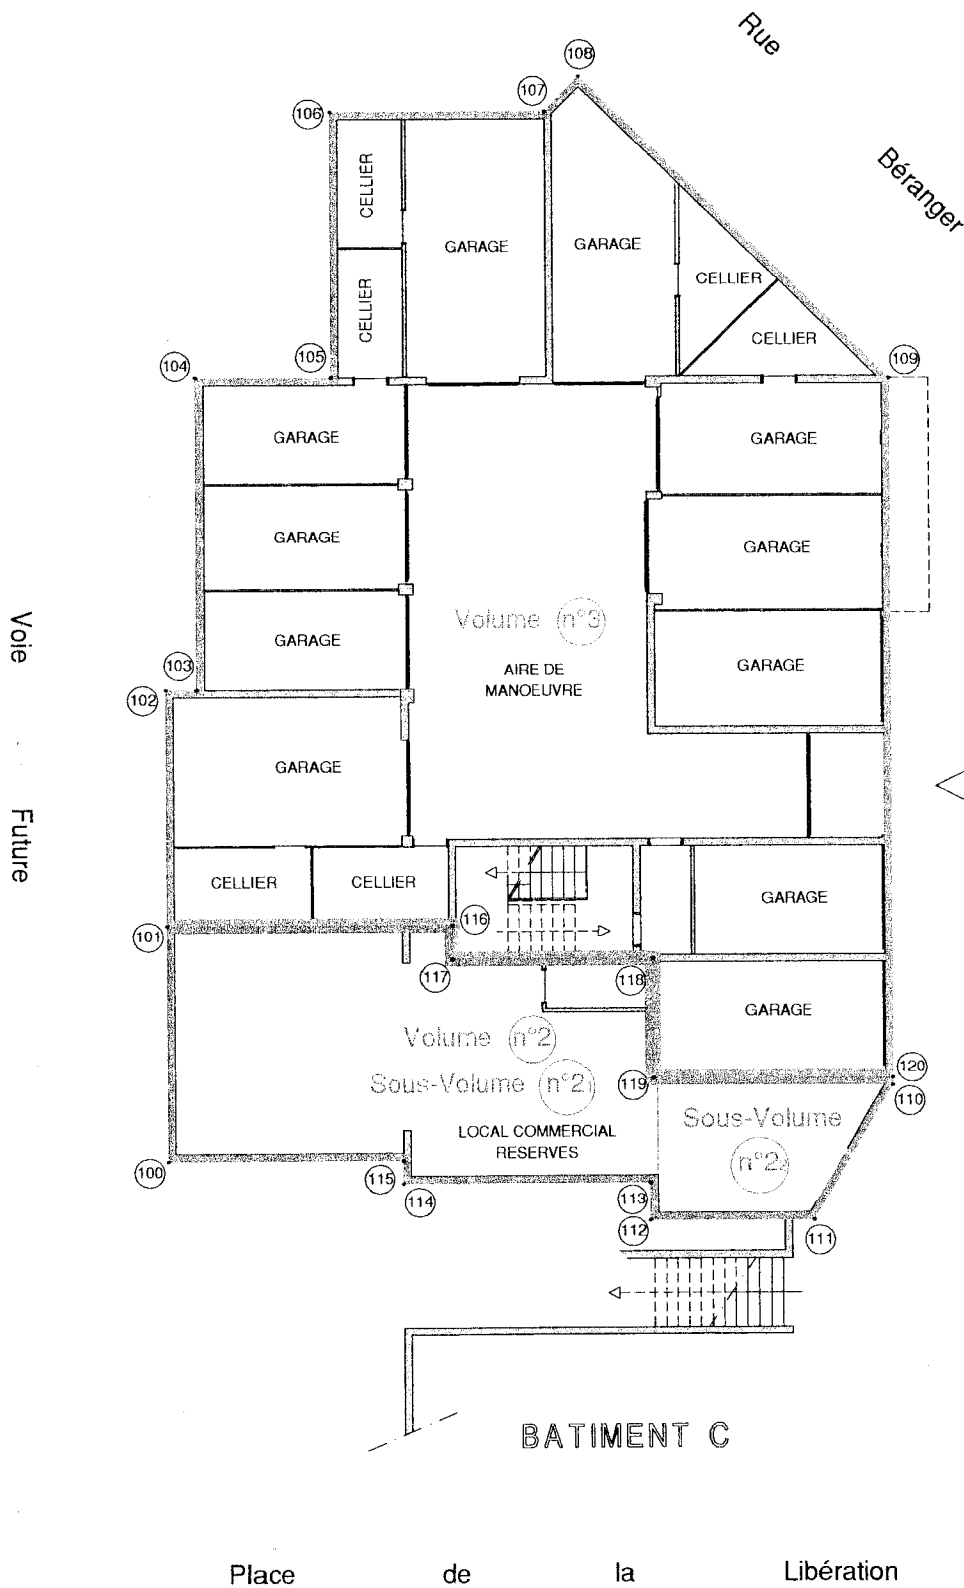 Rue
Béranger
108
107
106
CELLIER
GARAGE
GARAGE
CELLIER
CELLIER
CELLIER
105
104
109
GARAGE
GARAGE
GARAGE
GARAGE
Volume n°3
GARAGE
AIRE DE
MANOEUVRE
GARAGE
103
102
Voie Future
GARAGE
CELLIER
CELLIER
GARAGE
116
101
117
118
GARAGE
Volume n°2
Sous-Volume n°2₁
119
120
110
Sous-Volume
n°2₂
LOCAL COMMERCIAL
RESERVES
100
115
114
113
112
111
BATIMENT C
Place de la Libération